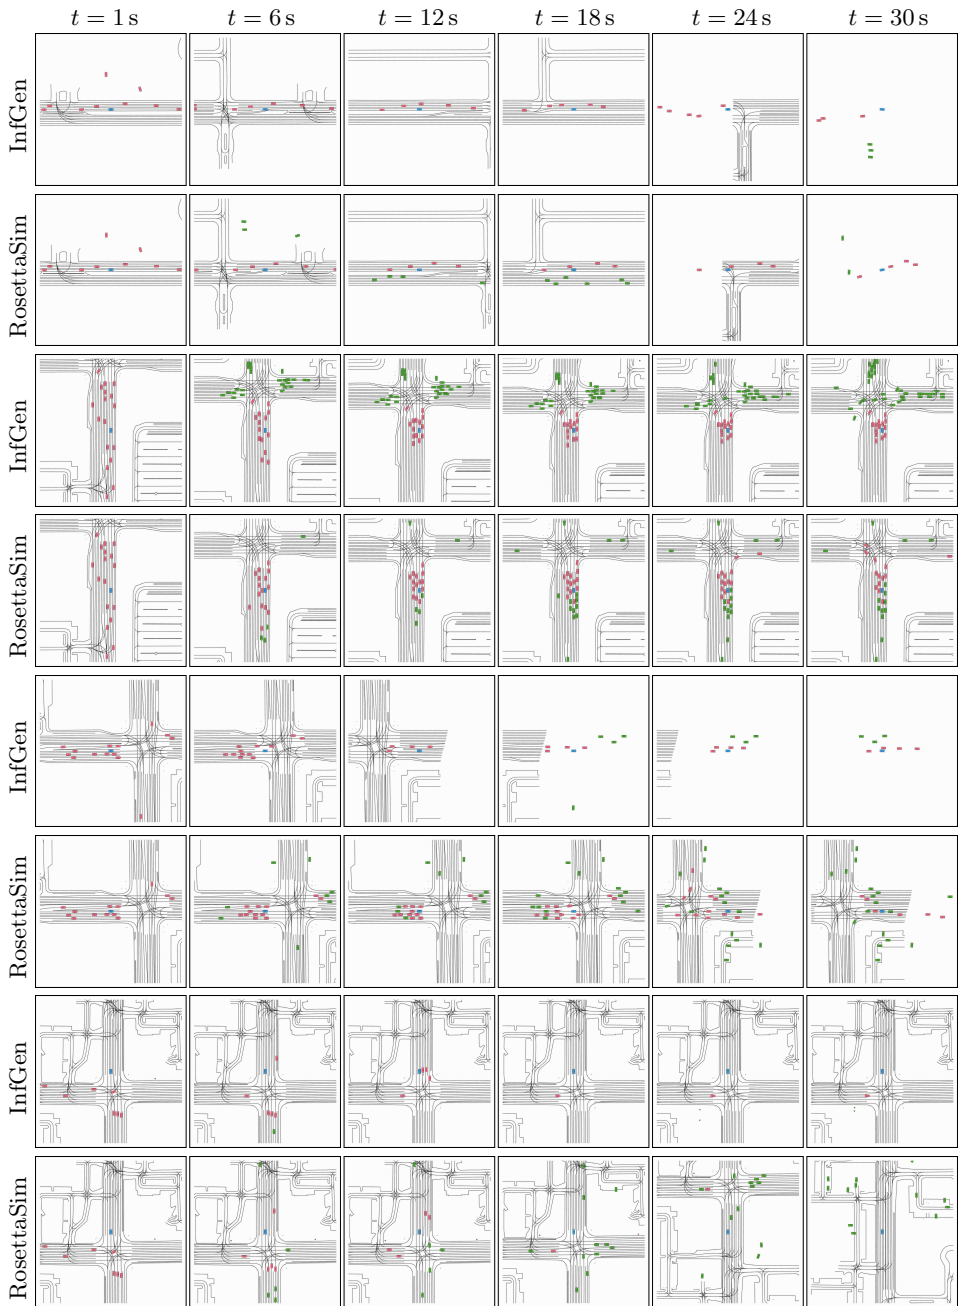 t = 1 s t = 6 s t = 12 s t = 18 s t = 24 s t = 30 s
InfGen
RosettaSim
InfGen
RosettaSim
InfGen
RosettaSim
InfGen
RosettaSim